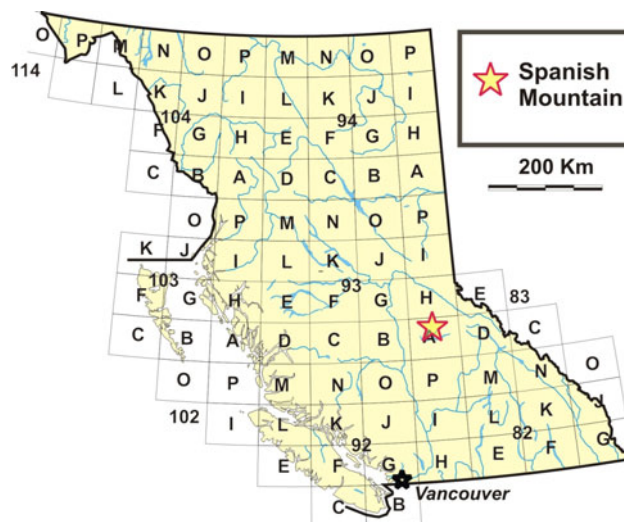 O P M N O P M N O P
114
L K J I L K J I
104 94
F G H E F G H
C B A D C B A
O P M N O P
K J I L K J I
103 93
F G H E F G H E 83
C B A D C B A D C
O P M N O P M N O
102
I L K J I L K
92 82
E F G H E F G
Vancouver
C B
Spanish
Mountain
200 Km